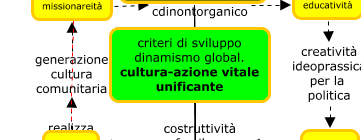 missionareità
cdinontorganico
educatività
criteri di sviluppo
dinamismo global.
cultura-azione vitale
unificante
generazione
cultura
comunitaria
creatività
ideoprassica
per la
politica
realizza
costruttività